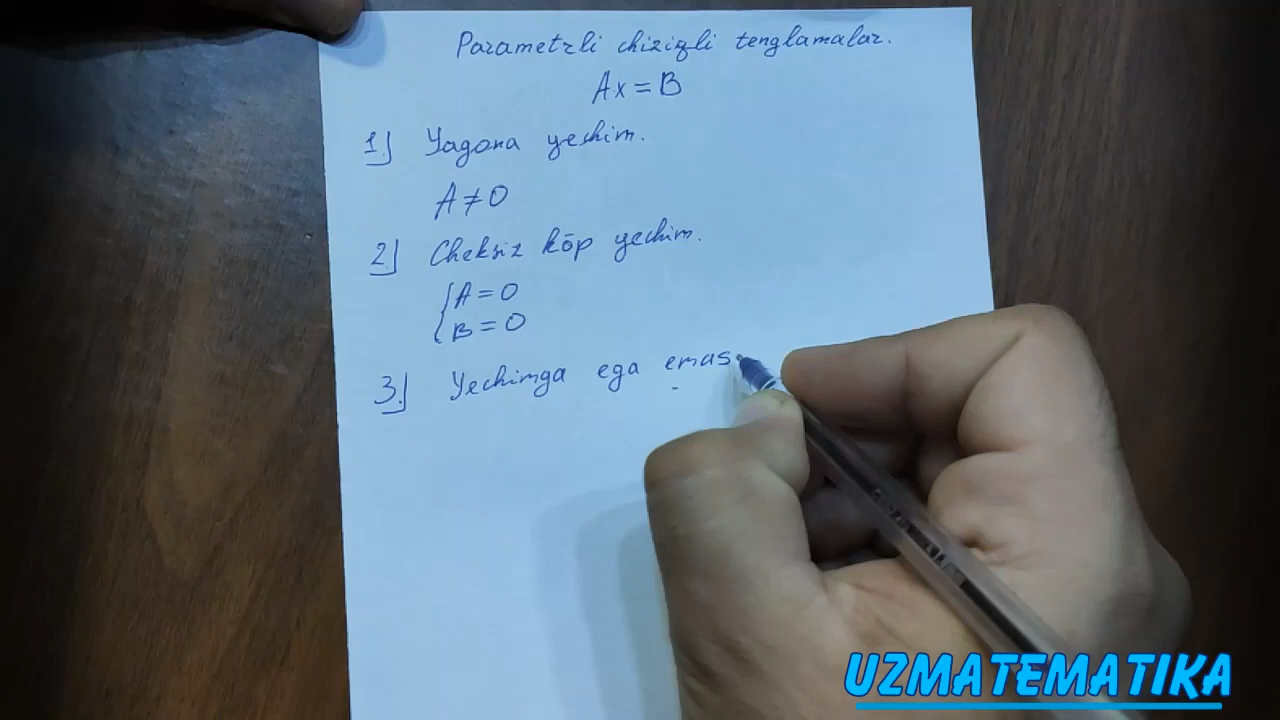 Parametrli chiziqli tenglamalar.
Ax = B
1) Yagona yechim.
A ≠ 0
2) Cheksiz kōp yechim.
{ A = 0
B = 0
3.) Yechimga ega emas
UZMATEMATIKA